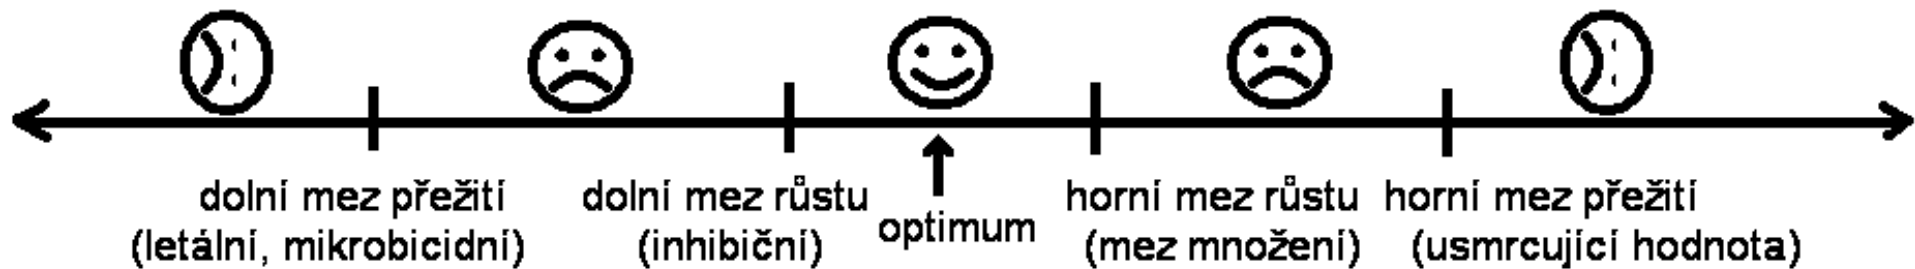 dolní mez přežití
(letální, mikrobicidní)
dolní mez růstu
(inhibiční)
optimum
horní mez růstu
(mez množení)
horní mez přežití
(usmrcující hodnota)